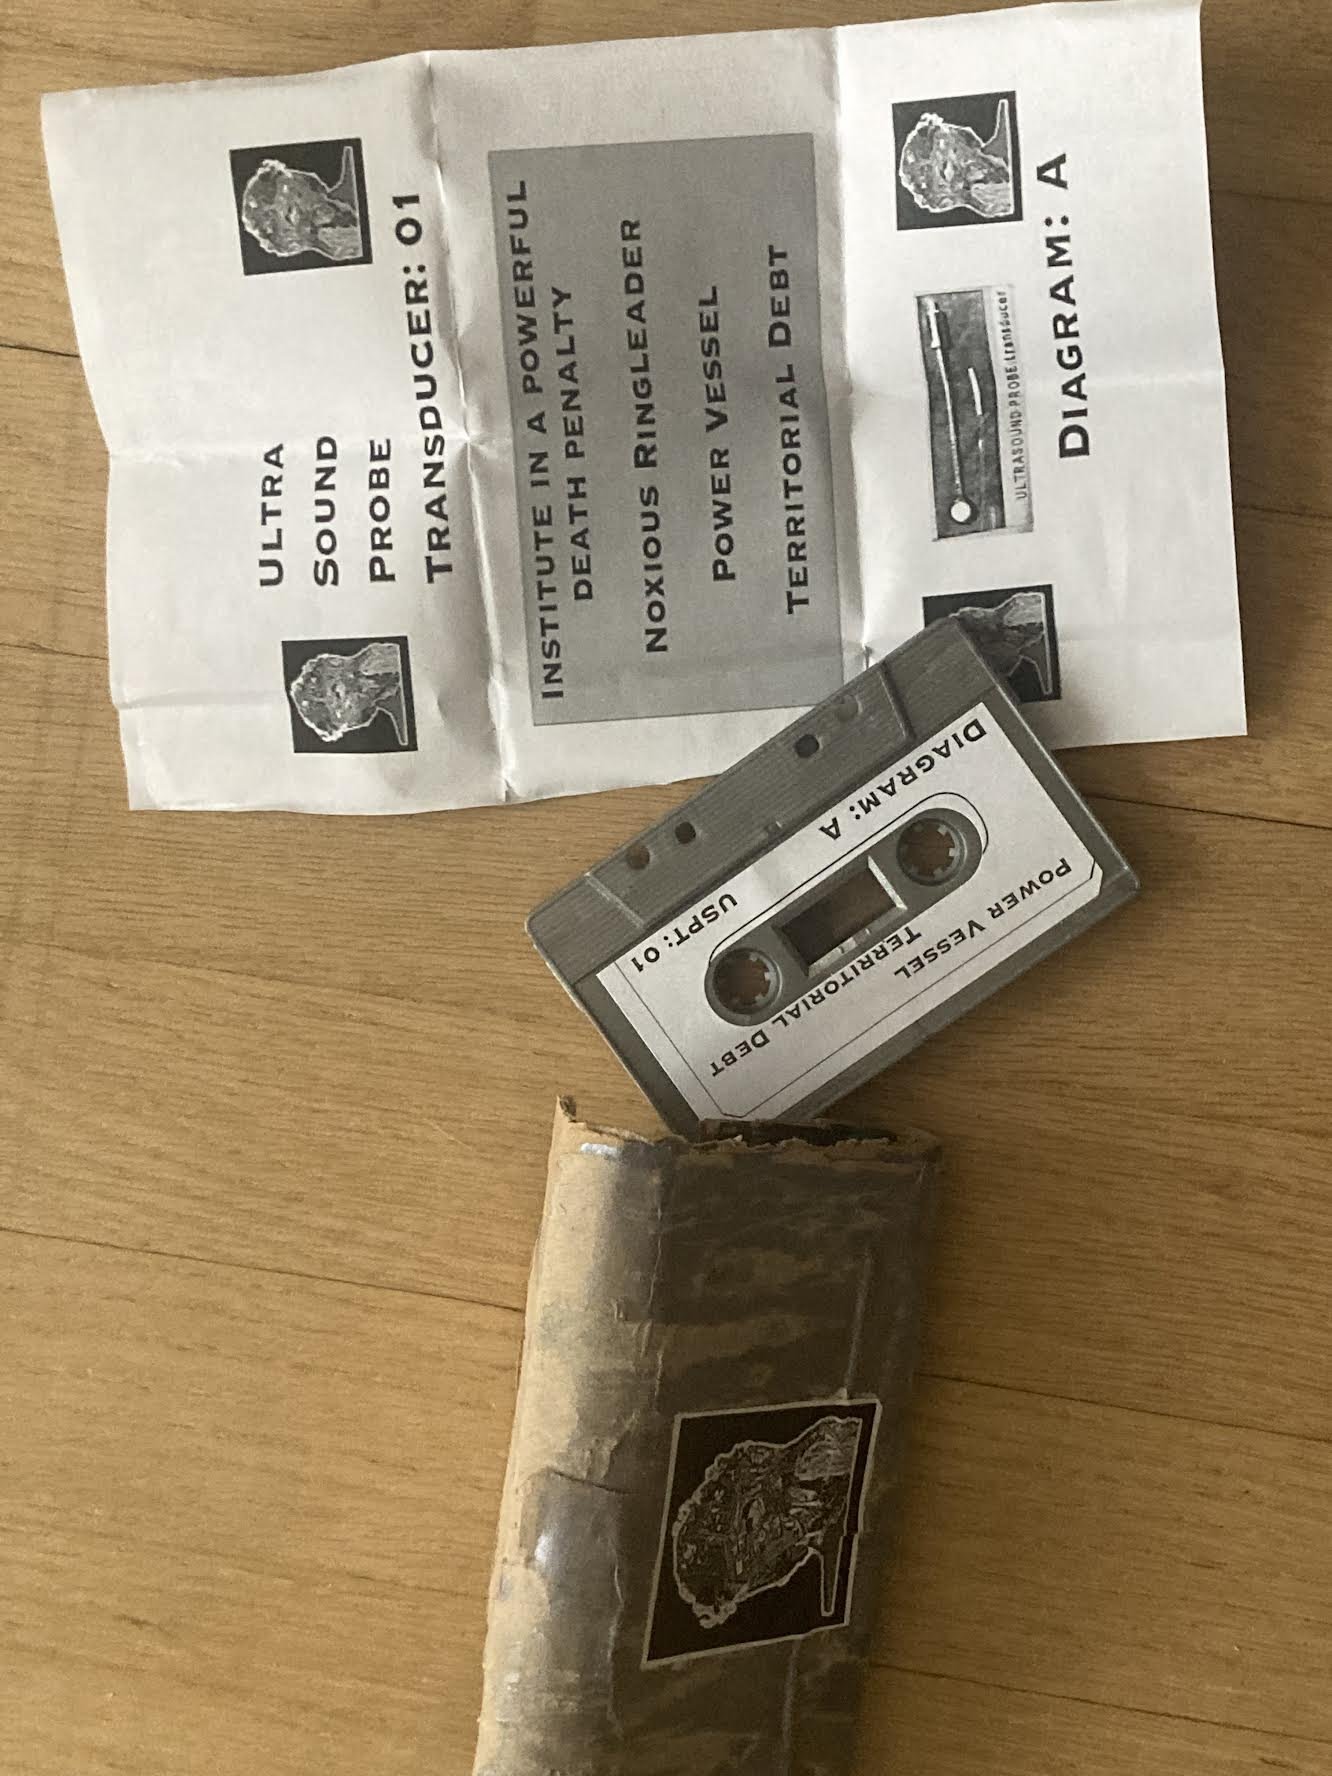 ULTRA
SOUND
PROBE
TRANSDUCER: 01
INSTITUTE IN A POWERFUL
DEATH PENALTY
NOXIOUS RINGLEADER
POWER VESSEL
TERRITORIAL DEBT
ULTRASOUND PROBE/transducer
DIAGRAM: A
POWER VESSEL
TERRITORIAL DEBT
USPT: 01
DIAGRAM: A